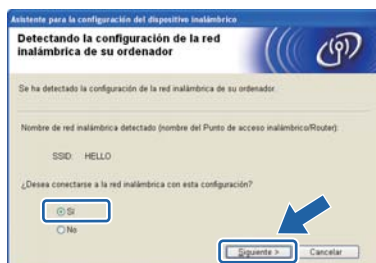 Asistente para la configuración del dispositivo inalámbrico
Detectando la configuración de la red
inalámbrica de su ordenador
Se ha detectado la configuración de la red inalámbrica de su ordenador.
Nombre de red inalámbrica detectado (nombre del Punto de acceso inalámbrico/Router):
SSID: HELLO
¿Desea conectarse a la red inalámbrica con esta configuración?
Sí
No
Siguiente >
Cancelar